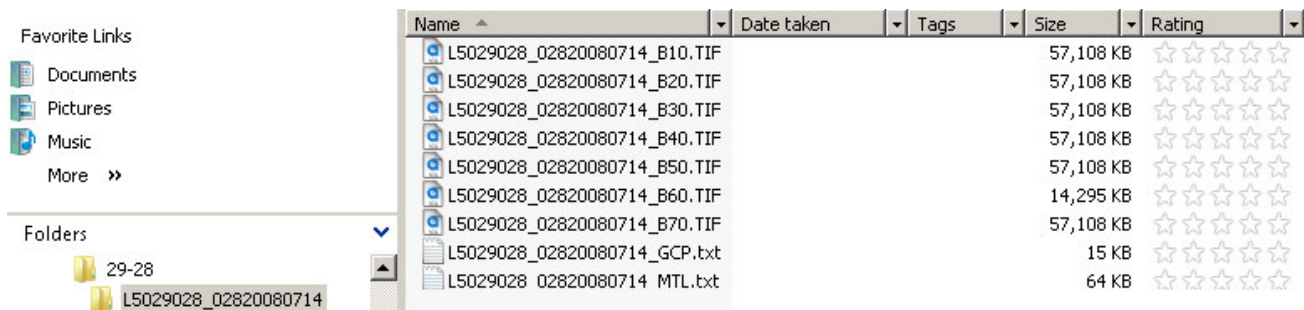 Favorite Links
Documents
Pictures
Music
More »
Folders
29-28
L5029028_02820080714
Name Date taken Tags Size Rating
L5029028_02820080714_B10.TIF 57,108 KB
L5029028_02820080714_B20.TIF 57,108 KB
L5029028_02820080714_B30.TIF 57,108 KB
L5029028_02820080714_B40.TIF 57,108 KB
L5029028_02820080714_B50.TIF 57,108 KB
L5029028_02820080714_B60.TIF 14,295 KB
L5029028_02820080714_B70.TIF 57,108 KB
L5029028_02820080714_GCP.txt 15 KB
L5029028_02820080714_MTL.txt 64 KB